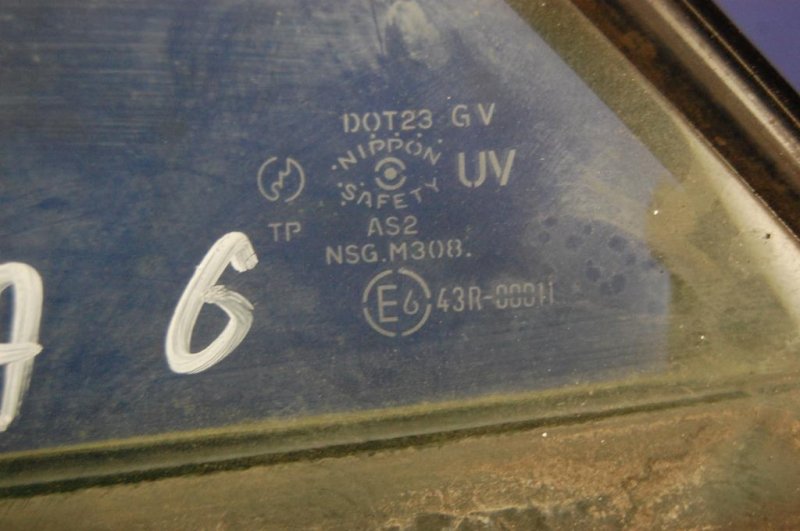 DOT23 GV
NIPPON
SAFETY
UV
TP
AS2
NSG.M308.
E6 43R-00011
6